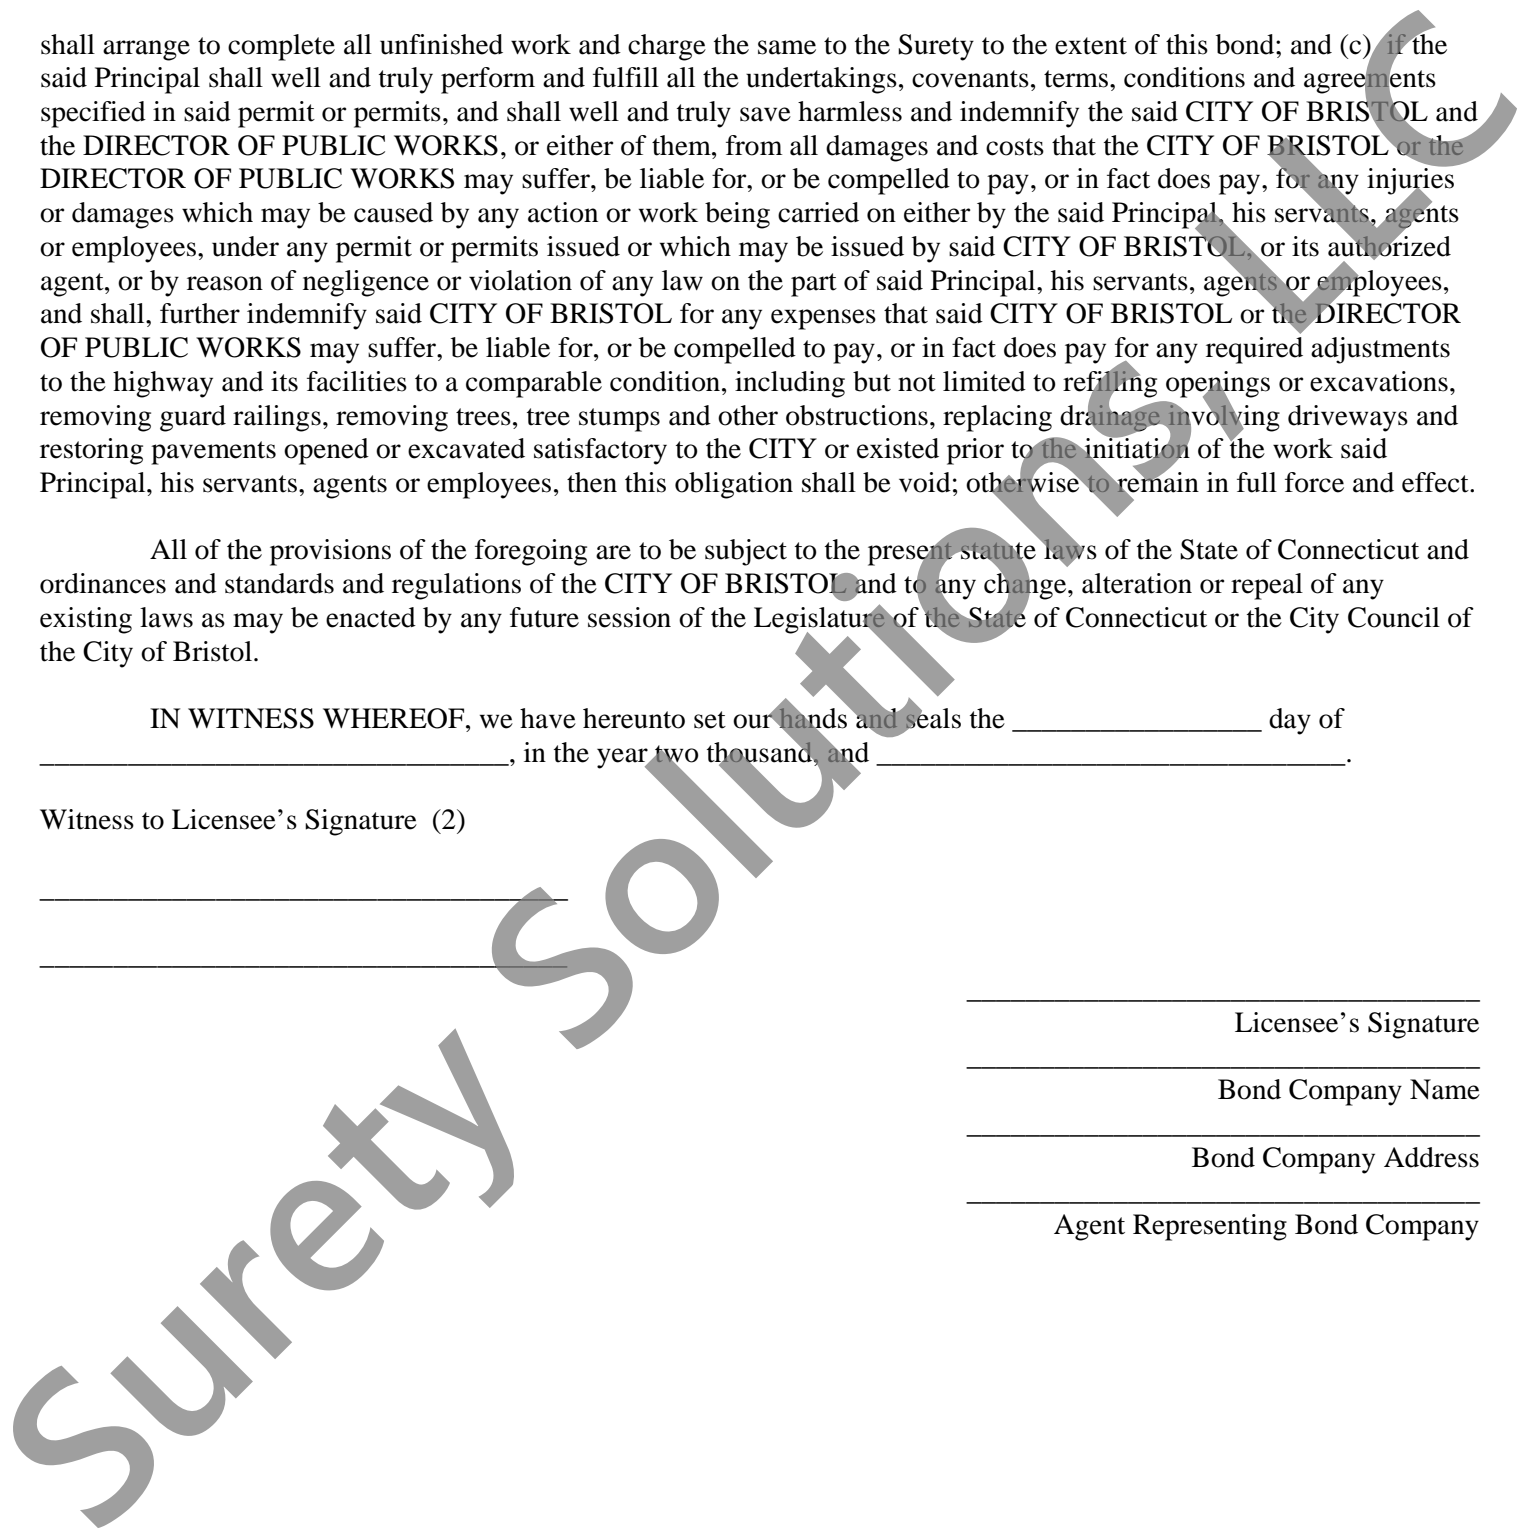 shall arrange to complete all unfinished work and charge the same to the Surety to the extent of this bond; and (c)  if the
said Principal shall well and truly perform and fulfill all the undertakings, covenants, terms, conditions and agreements
specified in said permit or permits, and shall well and truly save harmless and indemnify the said CITY OF BRISTOL and
the DIRECTOR OF PUBLIC WORKS, or either of them, from all damages and costs that the CITY OF BRISTOL or the
DIRECTOR OF PUBLIC WORKS may suffer, be liable for, or be compelled to pay, or in fact does pay, for any injuries
or damages which may be caused by any action or work being carried on either by the said Principal, his servants, agents
or employees, under any permit or permits issued or which may be issued by said CITY OF BRISTOL, or its authorized
agent, or by reason of negligence or violation of any law on the part of said Principal, his servants, agents or employees,
and shall, further indemnify said CITY OF BRISTOL for any expenses that said CITY OF BRISTOL or the DIRECTOR
OF PUBLIC WORKS may suffer, be liable for, or be compelled to pay, or in fact does pay for any required adjustments
to the highway and its facilities to a comparable condition, including but not limited to refilling openings or excavations,
removing guard railings, removing trees, tree stumps and other obstructions, replacing drainage involving driveways and
restoring pavements opened or excavated satisfactory to the CITY or existed prior to the initiation of the work said
Principal, his servants, agents or employees, then this obligation shall be void; otherwise to remain in full force and effect.
All of the provisions of the foregoing are to be subject to the present statute laws of the State of Connecticut and
ordinances and standards and regulations of the CITY OF BRISTOL and to any change, alteration or repeal of any
existing laws as may be enacted by any future session of the Legislature of the State of Connecticut or the City Council of
the City of Bristol.
IN WITNESS WHEREOF, we have hereunto set our hands and seals the _________________ day of
________________________________, in the year two thousand, and ________________________________.
Witness to Licensee’s Signature  (2)
____________________________________
____________________________________
___________________________________
Licensee’s Signature
___________________________________
Bond Company Name
___________________________________
Bond Company Address
___________________________________
Agent Representing Bond Company
Surety Solutions, LLC